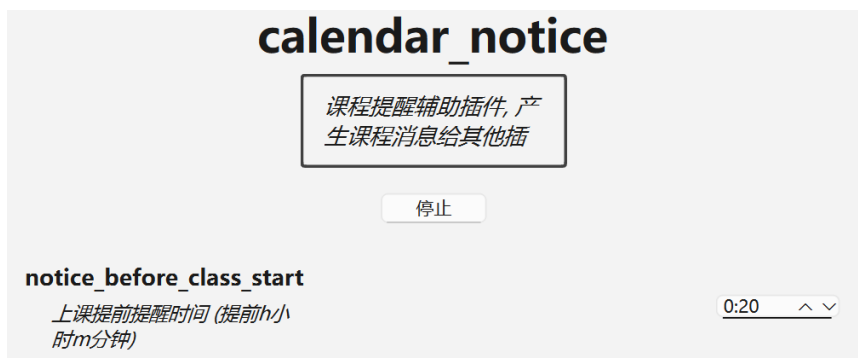 calendar_notice
课程提醒辅助插件, 产
生课程消息给其他插
停止
notice_before_class_start
上课提前提醒时间 (提前h小
时m分钟)
0:20